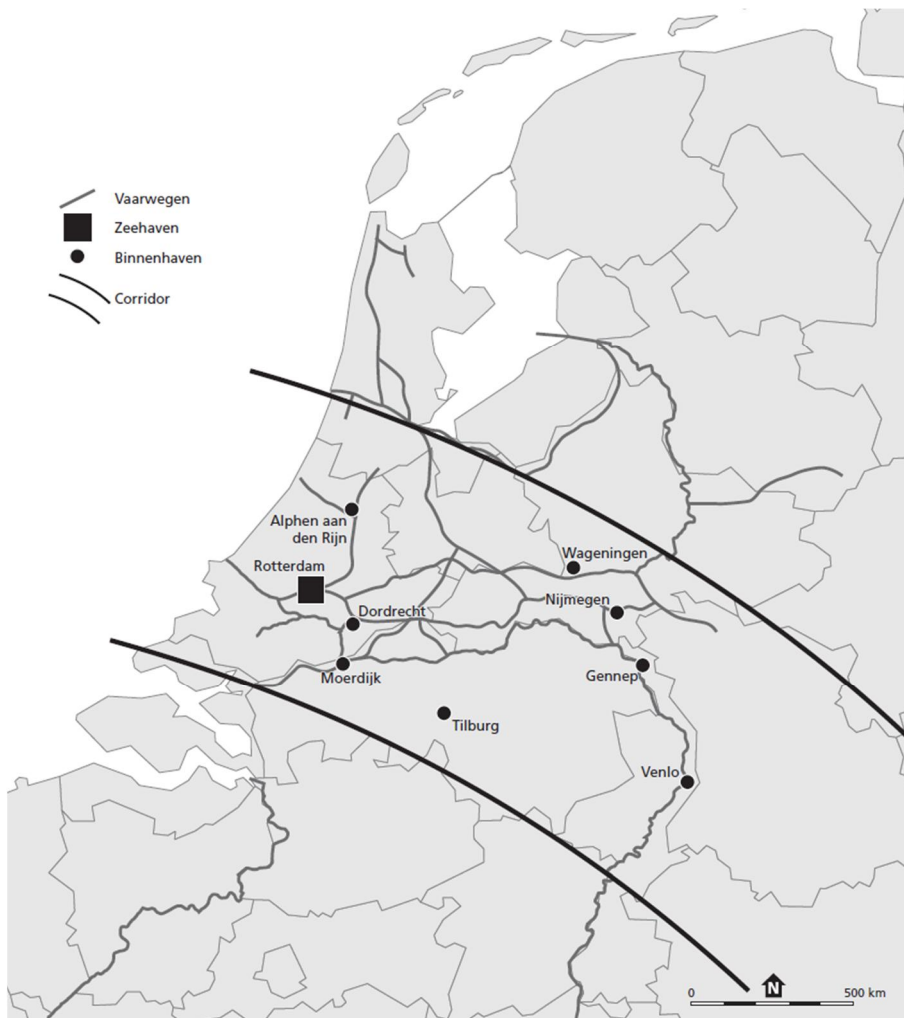 Vaarwegen
Zeehaven
Binnenhaven
Corridor
Alphen aan
den Rijn
Rotterdam
Wageningen
Dordrecht
Nijmegen
Moerdijk
Gennep
Tilburg
Venlo
N
0 500 km